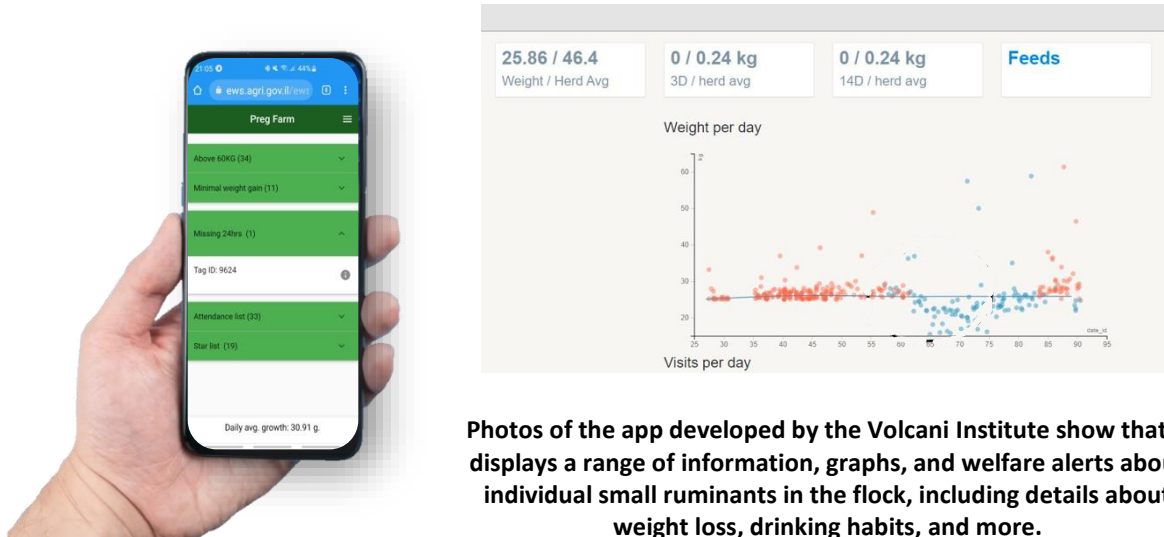 21:05
44%
ews.agri.gov.il/ews
Preg Farm
Above 60KG (34)
Minimal weight gain (11)
Missing 24hrs (1)
Tag ID: 9624
Attendance list (33)
Star list (19)
Daily avg. growth: 30.91 g.
25.86 / 46.4
Weight / Herd Avg
0 / 0.24 kg
3D / herd avg
0 / 0.24 kg
14D / herd avg
Feeds
Weight per day
60
50
40
30
20
date_id
25 30 35 40 45 50 55 60 65 70 75 80 85 90 95
Visits per day
Photos of the app developed by the Volcani Institute show that
displays a range of information, graphs, and welfare alerts abou
individual small ruminants in the flock, including details about
weight loss, drinking habits, and more.